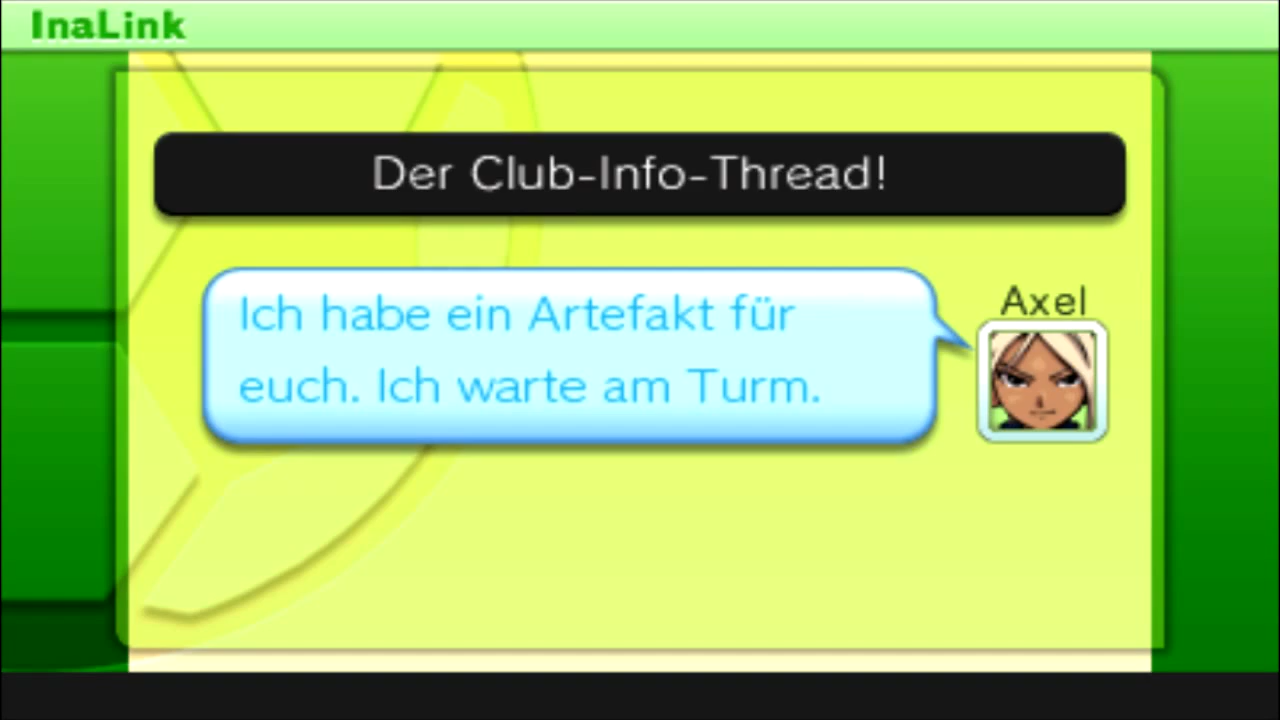 InaLink
Der Club-Info-Thread!
Axel
Ich habe ein Artefakt für
euch. Ich warte am Turm.